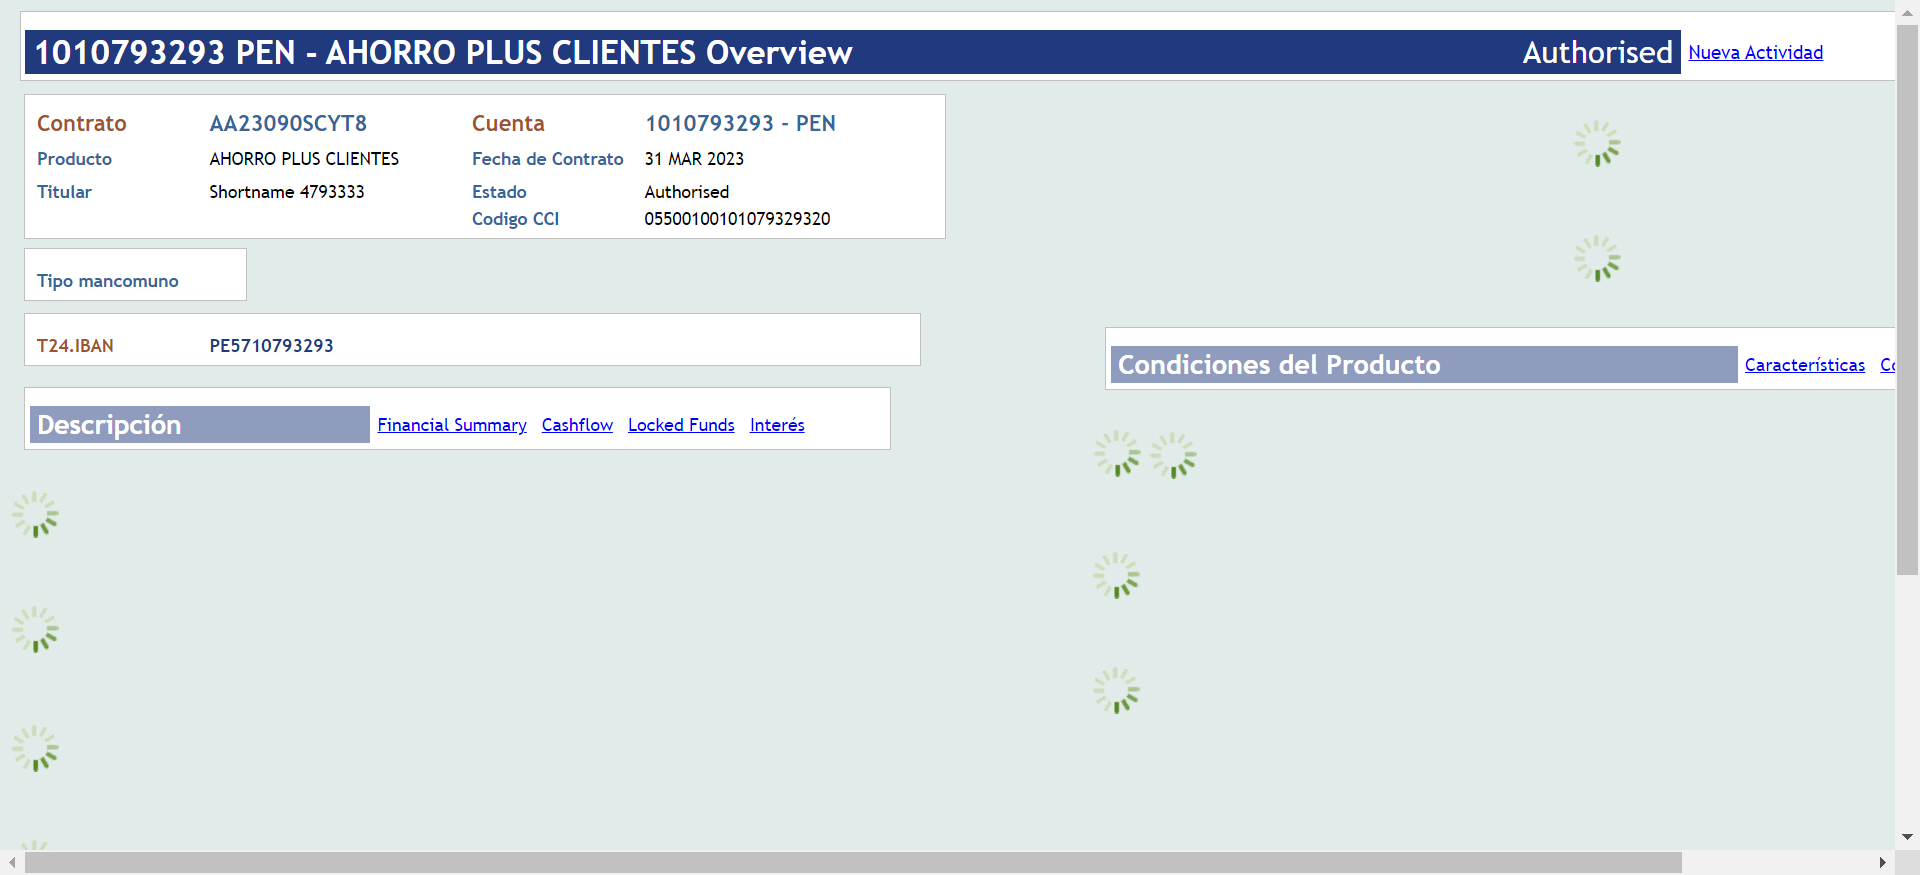 1010793293 PEN - AHORRO PLUS CLIENTES Overview Authorised Nueva Actividad
Contrato AA23090SCYT8 Cuenta 1010793293 - PEN
Producto AHORRO PLUS CLIENTES Fecha de Contrato 31 MAR 2023
Titular Shortname 4793333 Estado Authorised
Codigo CCI 05500100101079329320
Tipo mancomuno
T24.IBAN PE5710793293
Condiciones del Producto Características
Descripción Financial Summary Cashflow Locked Funds Interés